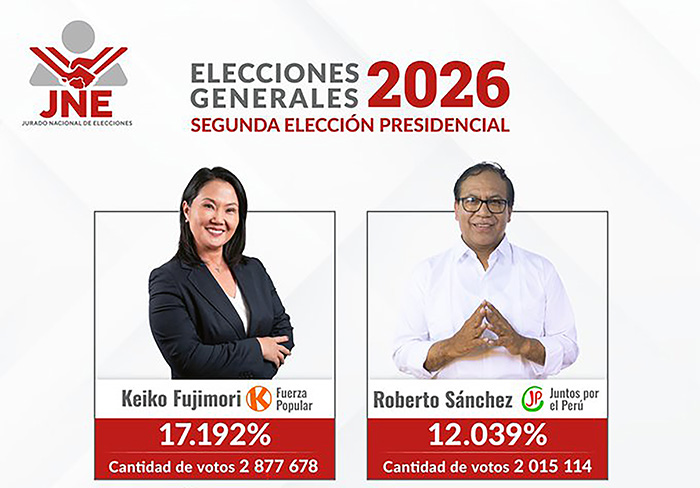 JNE
JURADO NACIONAL DE ELECCIONES
ELECCIONES
GENERALES 2026
SEGUNDA ELECCIÓN PRESIDENCIAL
Keiko Fujimori K Fuerza
Popular
17.192%
Cantidad de votos 2 877 678
Roberto Sánchez JP Juntos por
el Perú
12.039%
Cantidad de votos 2 015 114